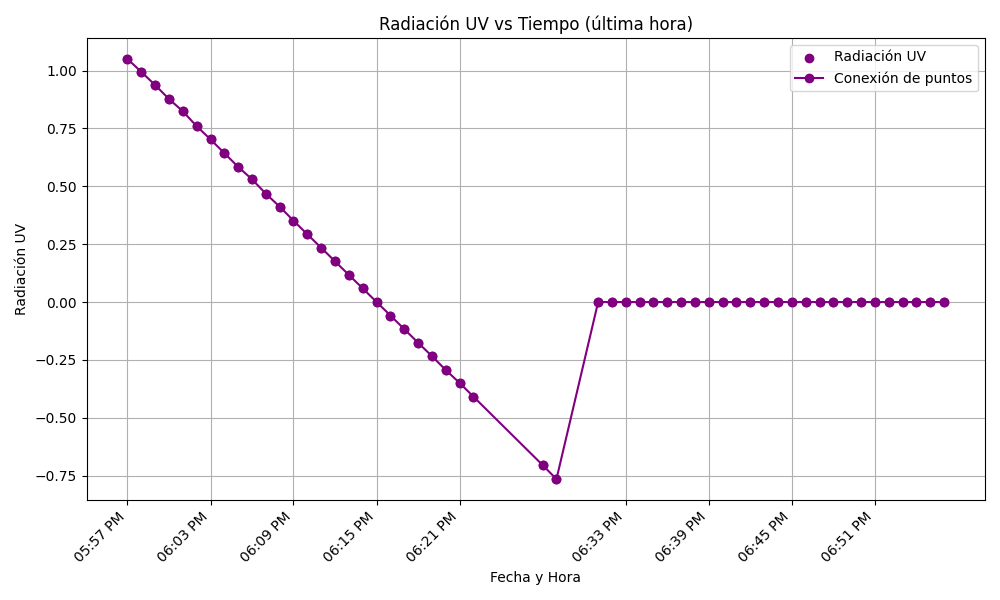 Radiación UV vs Tiempo (última hora)
Radiación UV
Conexión de puntos
Radiación UV
1.00
0.75
0.50
0.25
0.00
−0.25
−0.50
−0.75
05:57 PM
06:03 PM
06:09 PM
06:15 PM
06:21 PM
06:33 PM
06:39 PM
06:45 PM
06:51 PM
Fecha y Hora